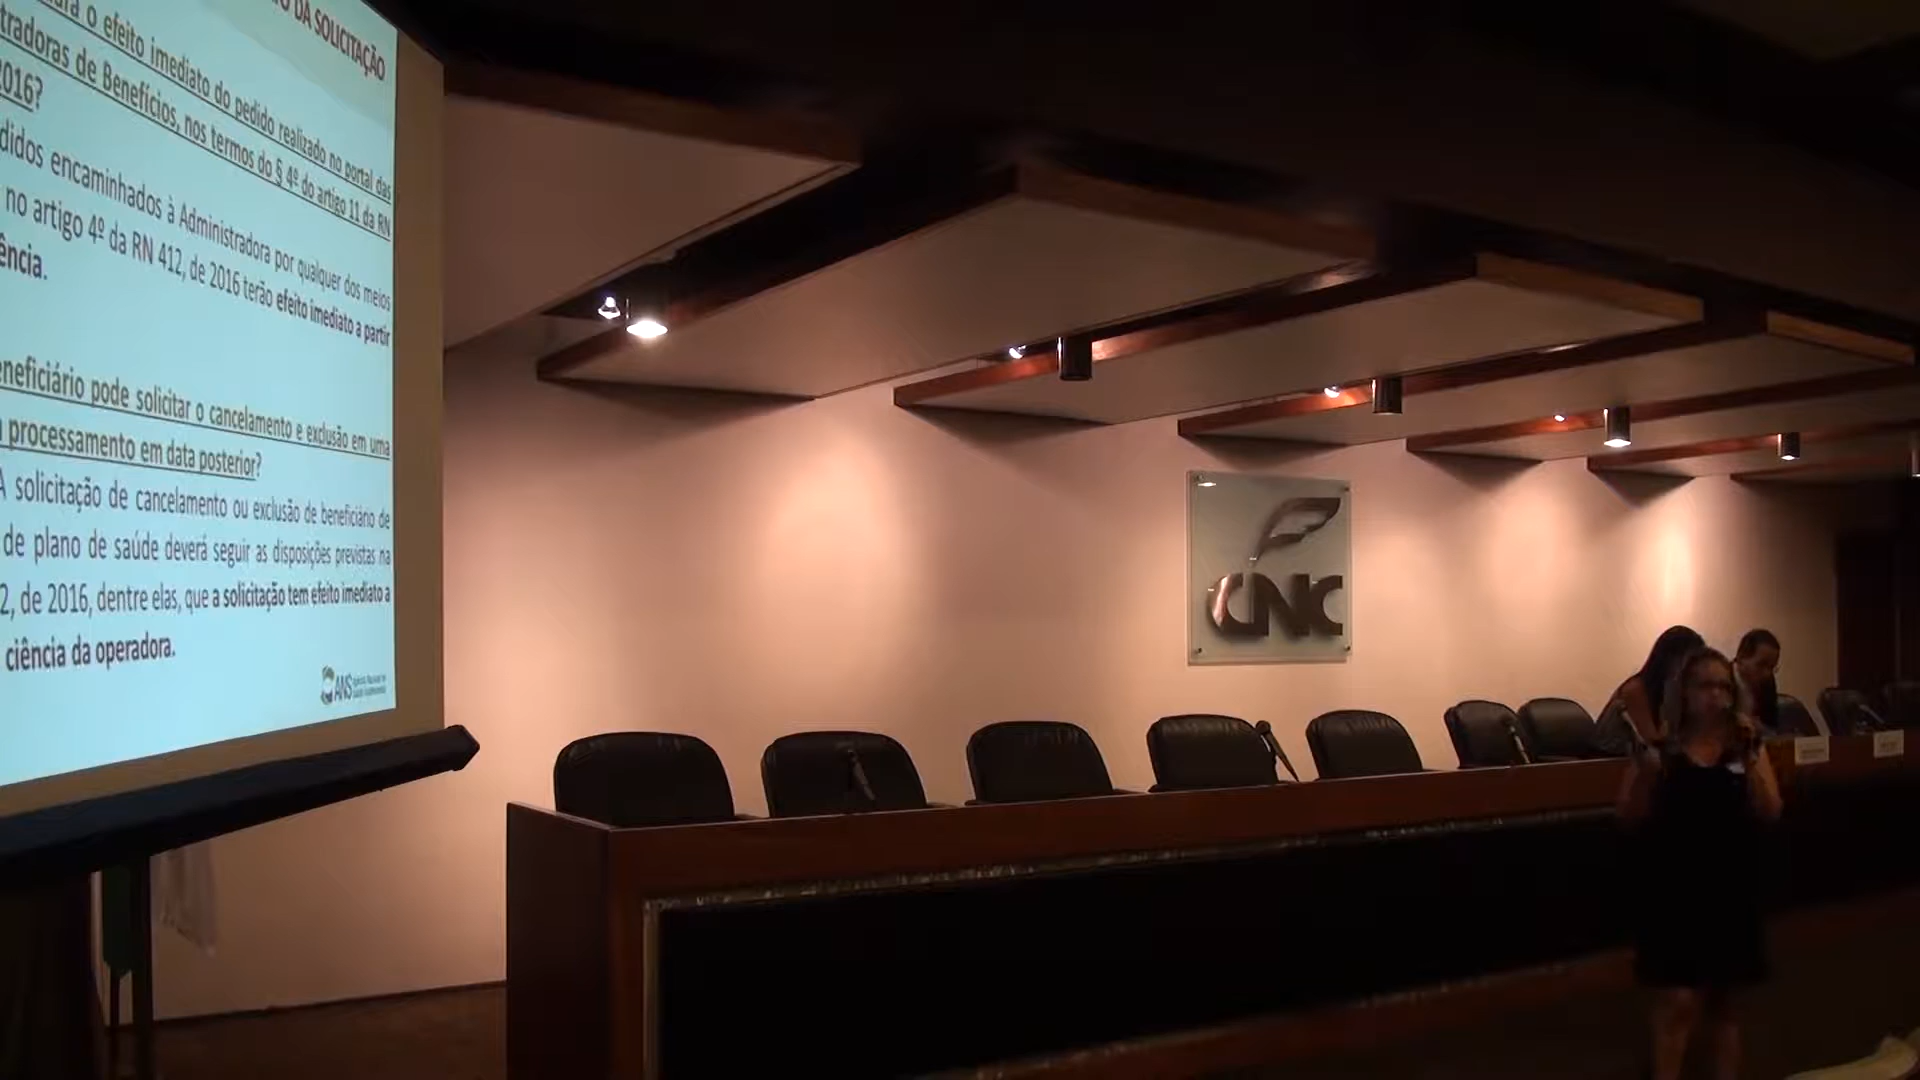 DA SOLICITAÇÃO
o efeito imediato do pedido realizado no portal das
tradoras de Benefícios, nos termos do § 4º do artigo 11 da RN
2016?
didos encaminhados à Administradora por qualquer dos meios
no artigo 4º da RN 412, de 2016 terão efeito imediato a partir
ência.
eneficiário pode solicitar o cancelamento e exclusão em uma
processamento em data posterior?
A solicitação de cancelamento ou exclusão de beneficiário de
de plano de saúde deverá seguir as disposições previstas na
2, de 2016, dentre elas, que a solicitação tem efeito imediato a
ciência da operadora.
ANS
CNC